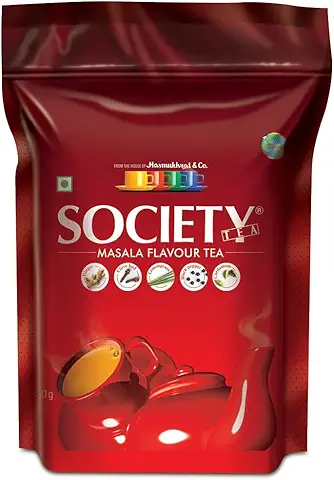 FROM THE HOUSE OF Hasmukhrai & Co.
SOCIETY®
TEA
MASALA FLAVOUR TEA